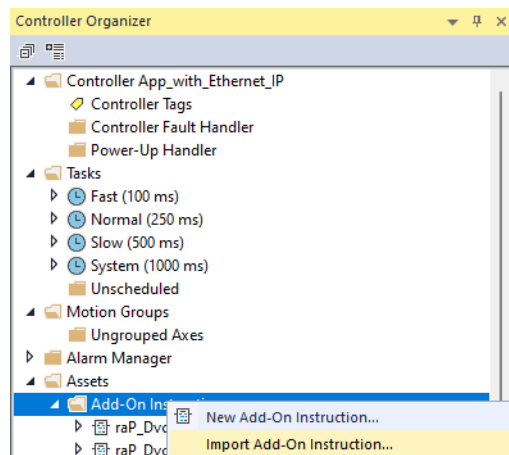 Controller Organizer
Controller App_with_Ethernet_IP
Controller Tags
Controller Fault Handler
Power-Up Handler
Tasks
Fast (100 ms)
Normal (250 ms)
Slow (500 ms)
System (1000 ms)
Unscheduled
Motion Groups
Ungrouped Axes
Alarm Manager
Assets
Add-On
New Add-On Instruction...
Import Add-On Instruction...